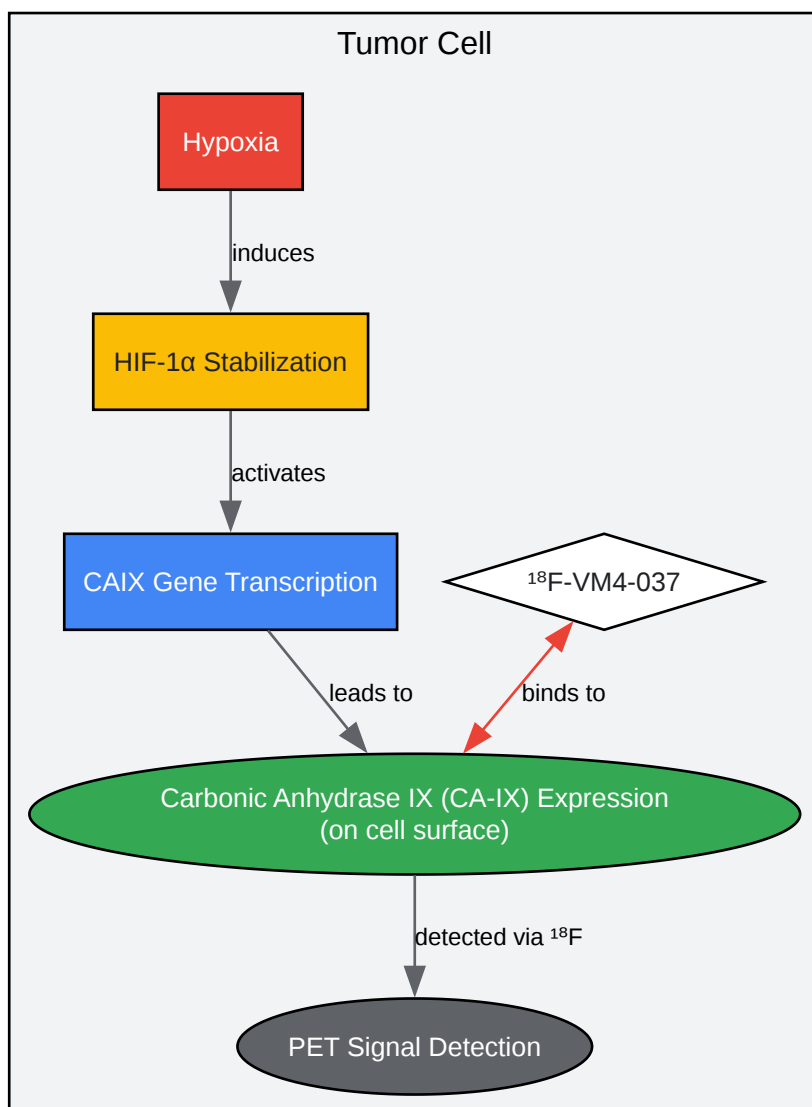 Tumor Cell
Hypoxia
induces
HIF-1α Stabilization
activates
CAIX Gene Transcription
¹⁸F-VM4-037
leads to
binds to
Carbonic Anhydrase IX (CA-IX) Expression
(on cell surface)
detected via ¹⁸F
PET Signal Detection